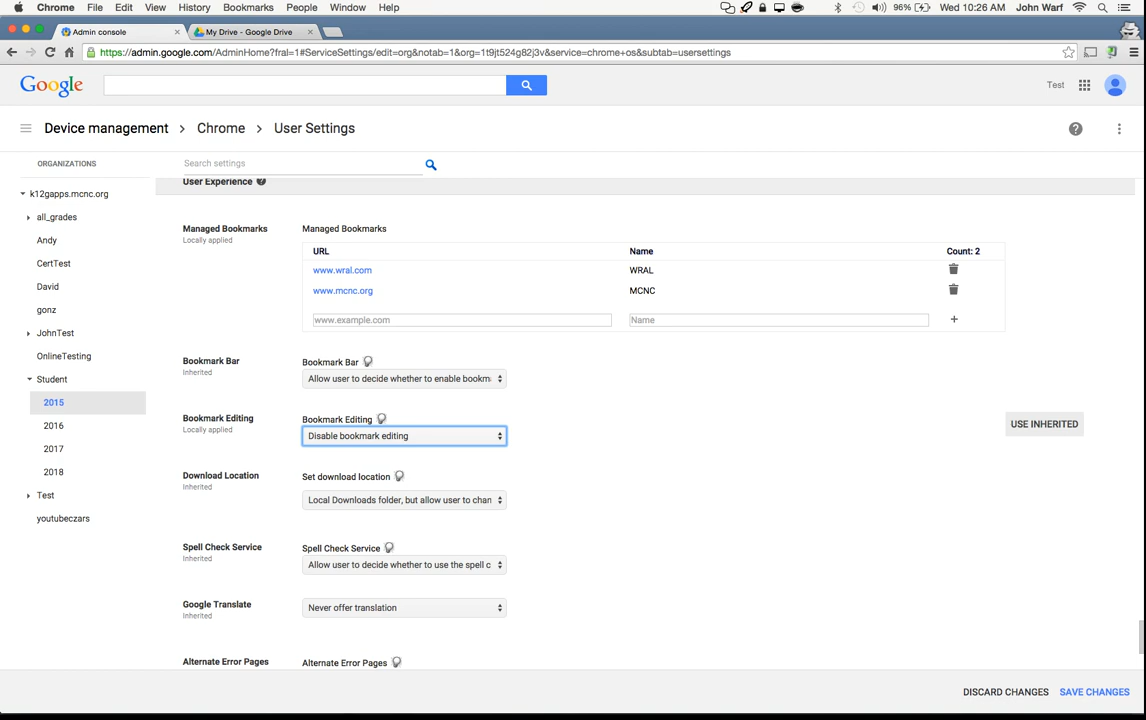 Chrome File Edit View History Bookmarks People Window Help 96% Wed 10:26 AM John Warf
Admin console × My Drive - Google Drive ×
https://admin.google.com/AdminHome?fral=1#ServiceSettings/edit=org&notab=1&org=1t9jt524g82j3v&service=chrome+os&subtab=usersettings
Google Test
Device management > Chrome > User Settings
ORGANIZATIONS
Search settings
User Experience
k12gapps.mcnc.org
all_grades
Andy
CertTest
David
gonz
JohnTest
OnlineTesting
Student
2015
2016
2017
2018
Test
youtubeczars
Managed Bookmarks
Locally applied
Managed Bookmarks
URL Name Count: 2
www.wral.com WRAL
www.mcnc.org MCNC
www.example.com Name +
Bookmark Bar
Inherited
Bookmark Bar
Allow user to decide whether to enable bookm
Bookmark Editing
Locally applied
Bookmark Editing
Disable bookmark editing
USE INHERITED
Download Location
Inherited
Set download location
Local Downloads folder, but allow user to chan
Spell Check Service
Inherited
Spell Check Service
Allow user to decide whether to use the spell c
Google Translate
Inherited
Never offer translation
Alternate Error Pages
Alternate Error Pages
DISCARD CHANGES SAVE CHANGES